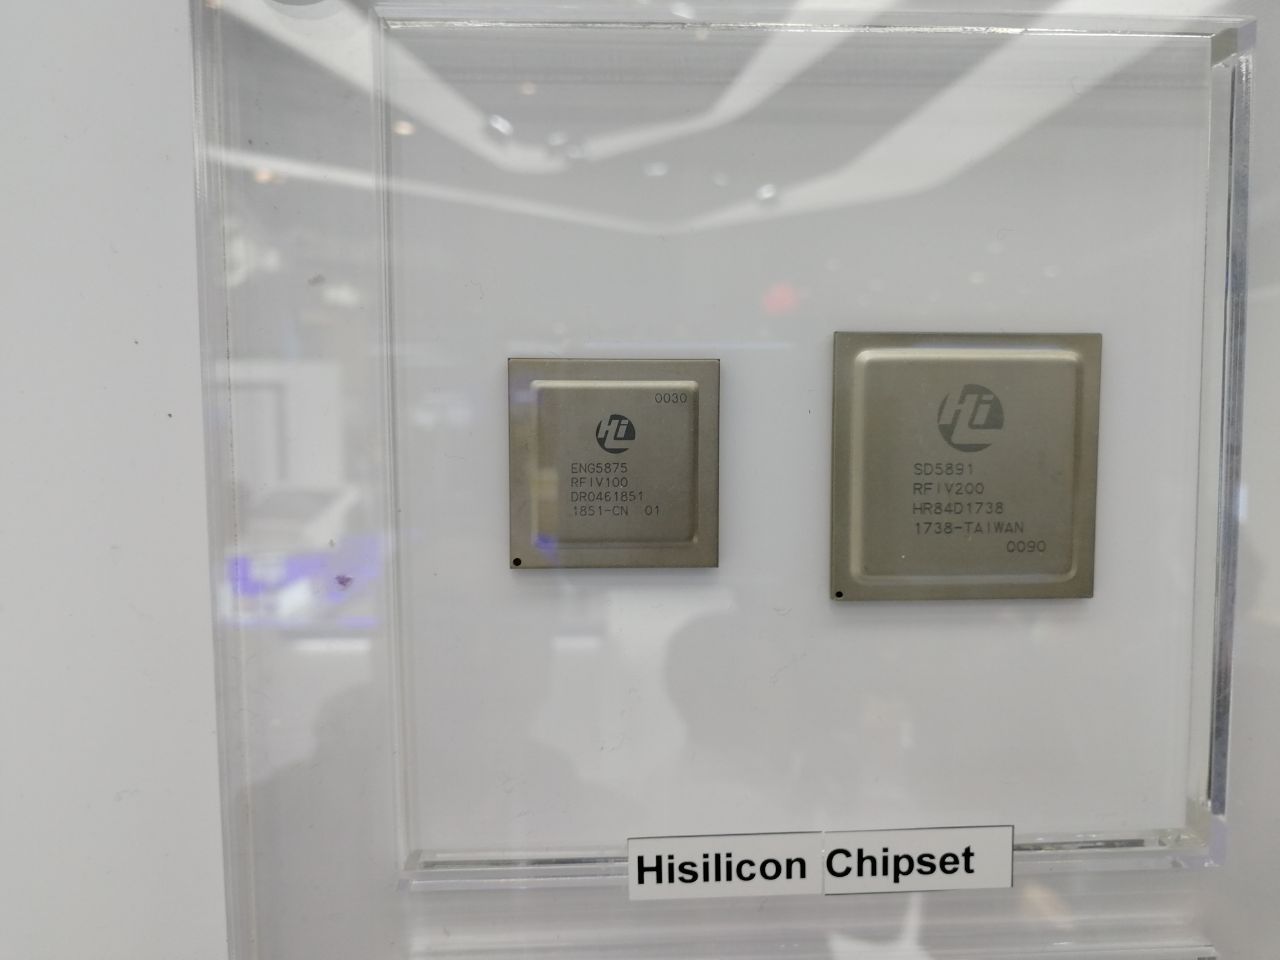 0030
Hi
ENG5875
RFIV100
DR0461851
1851-CN 01
Hi
SD5891
RFIV200
HR84D1738
1738-TAIWAN
0090
Hisilicon Chipset